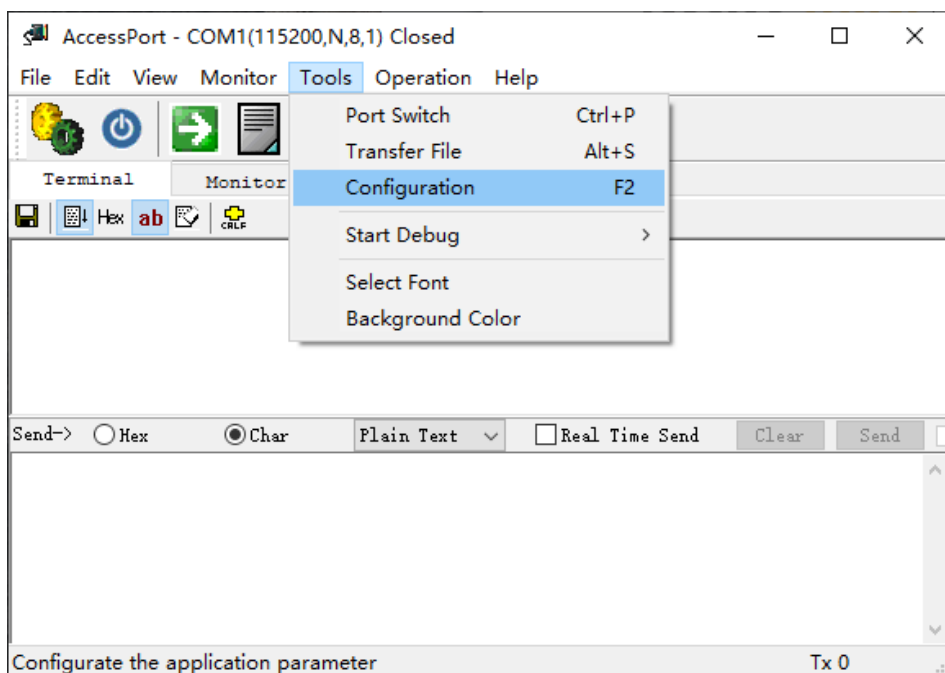 AccessPort - COM1(115200,N,8,1) Closed
File Edit View Monitor Tools Operation Help
Port Switch Ctrl+P
Transfer File Alt+S
Configuration F2
Start Debug
Select Font
Background Color
Terminal Monitor
Hex ab CRLF
Send-> Hex Char Plain Text Real Time Send Clear Send
Configurate the application parameter Tx 0